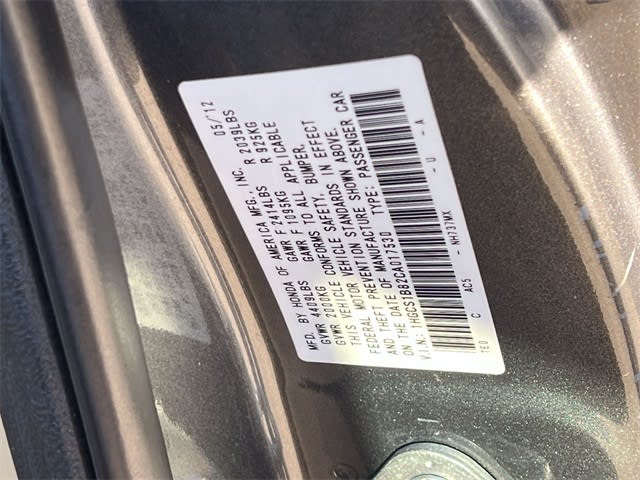 MFD. BY HONDA OF AMERICA MFG., INC. 05/12
GVWR 4409LBS GAWR F 2414LBS R 2039LBS
GVWR 2000KG GAWR F 1095KG R 925KG
THIS MOTOR VEHICLE CONFORMS TO ALL APPLICABLE
FEDERAL VEHICLE SAFETY, BUMPER,
AND THEFT PREVENTION STANDARDS IN EFFECT
ON THE DATE OF MANUFACTURE SHOWN ABOVE.
V.I.N.: 1HGCS1B82CA017530 TYPE: PASSENGER CAR
C - U - A
AC5 NH737MX
TE0